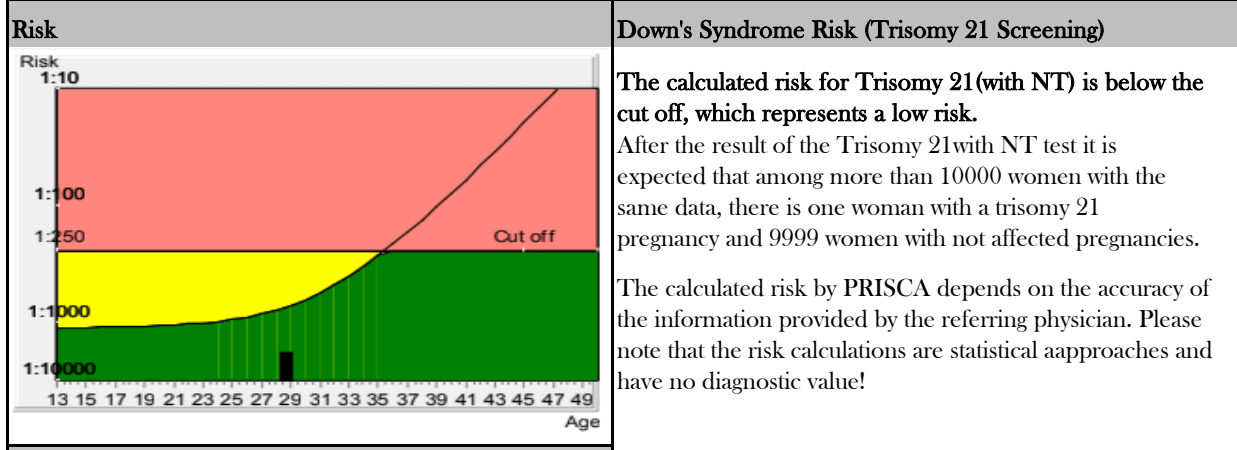 Risk
Risk
1:10
1:100
1:250
Cut off
1:1000
1:10000
13 15 17 19 21 23 25 27 29 31 33 35 37 39 41 43 45 47 49
Age
Down's Syndrome Risk (Trisomy 21 Screening)
The calculated risk for Trisomy 21(with NT) is below the
cut off, which represents a low risk.
After the result of the Trisomy 21with NT test it is
expected that among more than 10000 women with the
same data, there is one woman with a trisomy 21
pregnancy and 9999 women with not affected pregnancies.
The calculated risk by PRISCA depends on the accuracy of
the information provided by the referring physician. Please
note that the risk calculations are statistical aapproaches and
have no diagnostic value!